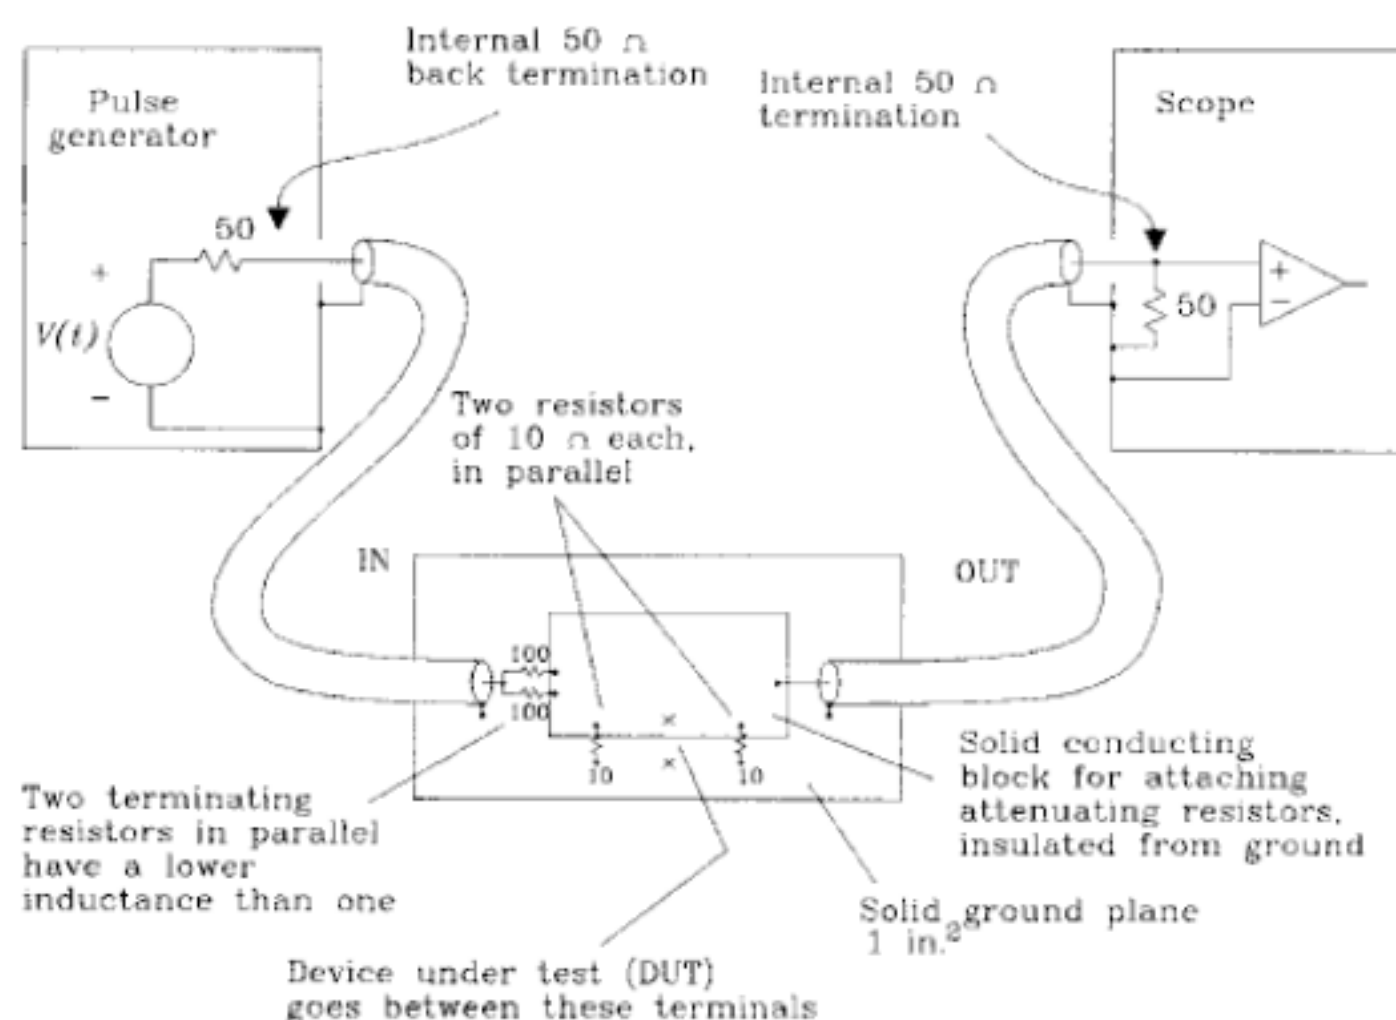 Internal 50 Ω
back termination
Internal 50 Ω
termination
Pulse
generator
Scope
50
+
V(t)
−
+
−
50
Two resistors
of 10 Ω each,
in parallel
IN
OUT
100
100
10
10
Two terminating
resistors in parallel
have a lower
inductance than one
Solid conducting
block for attaching
attenuating resistors,
insulated from ground
Solid ground plane
1 in.²
Device under test (DUT)
goes between these terminals